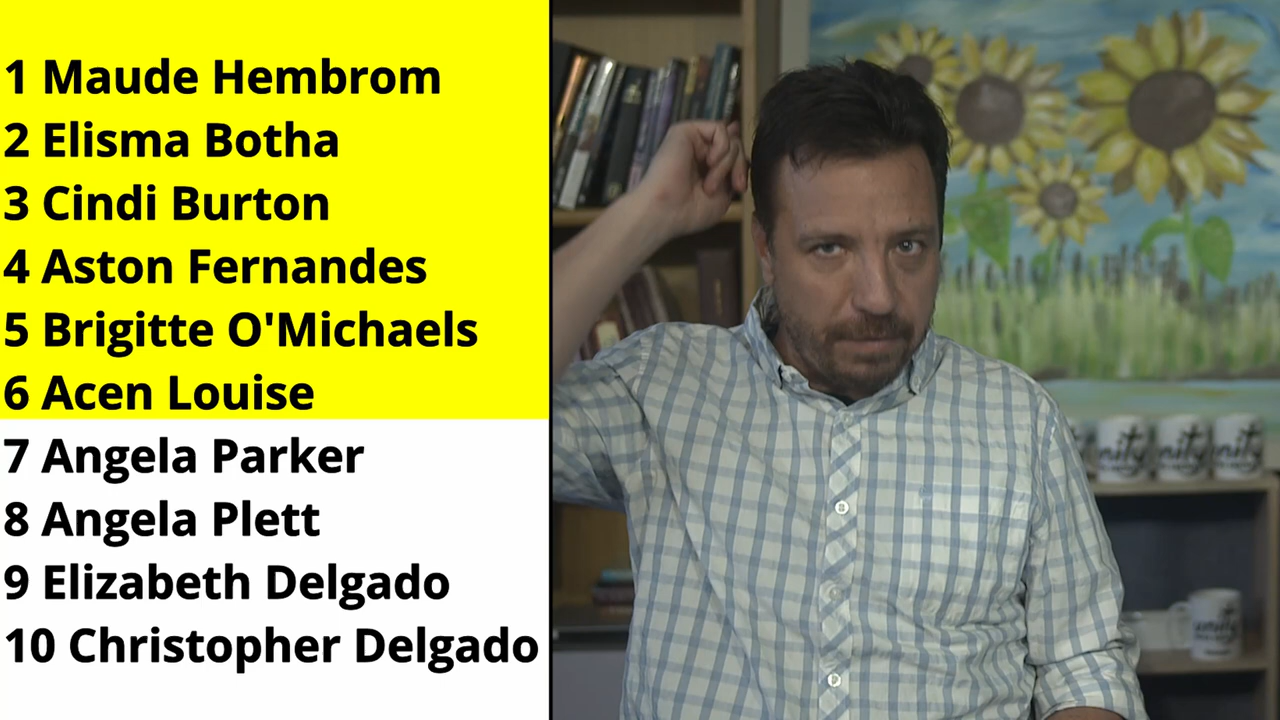 1 Maude Hembrom
2 Elisma Botha
3 Cindi Burton
4 Aston Fernandes
5 Brigitte O'Michaels
6 Acen Louise
7 Angela Parker
8 Angela Plett
9 Elizabeth Delgado
10 Christopher Delgado